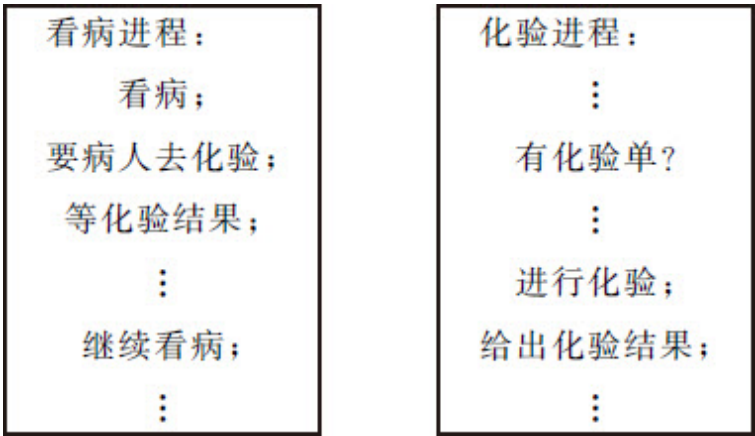 看病进程：
看病；
要病人去化验；
等化验结果；
⋮
继续看病；
⋮
化验进程：
⋮
有化验单?
⋮
进行化验；
给出化验结果；
⋮